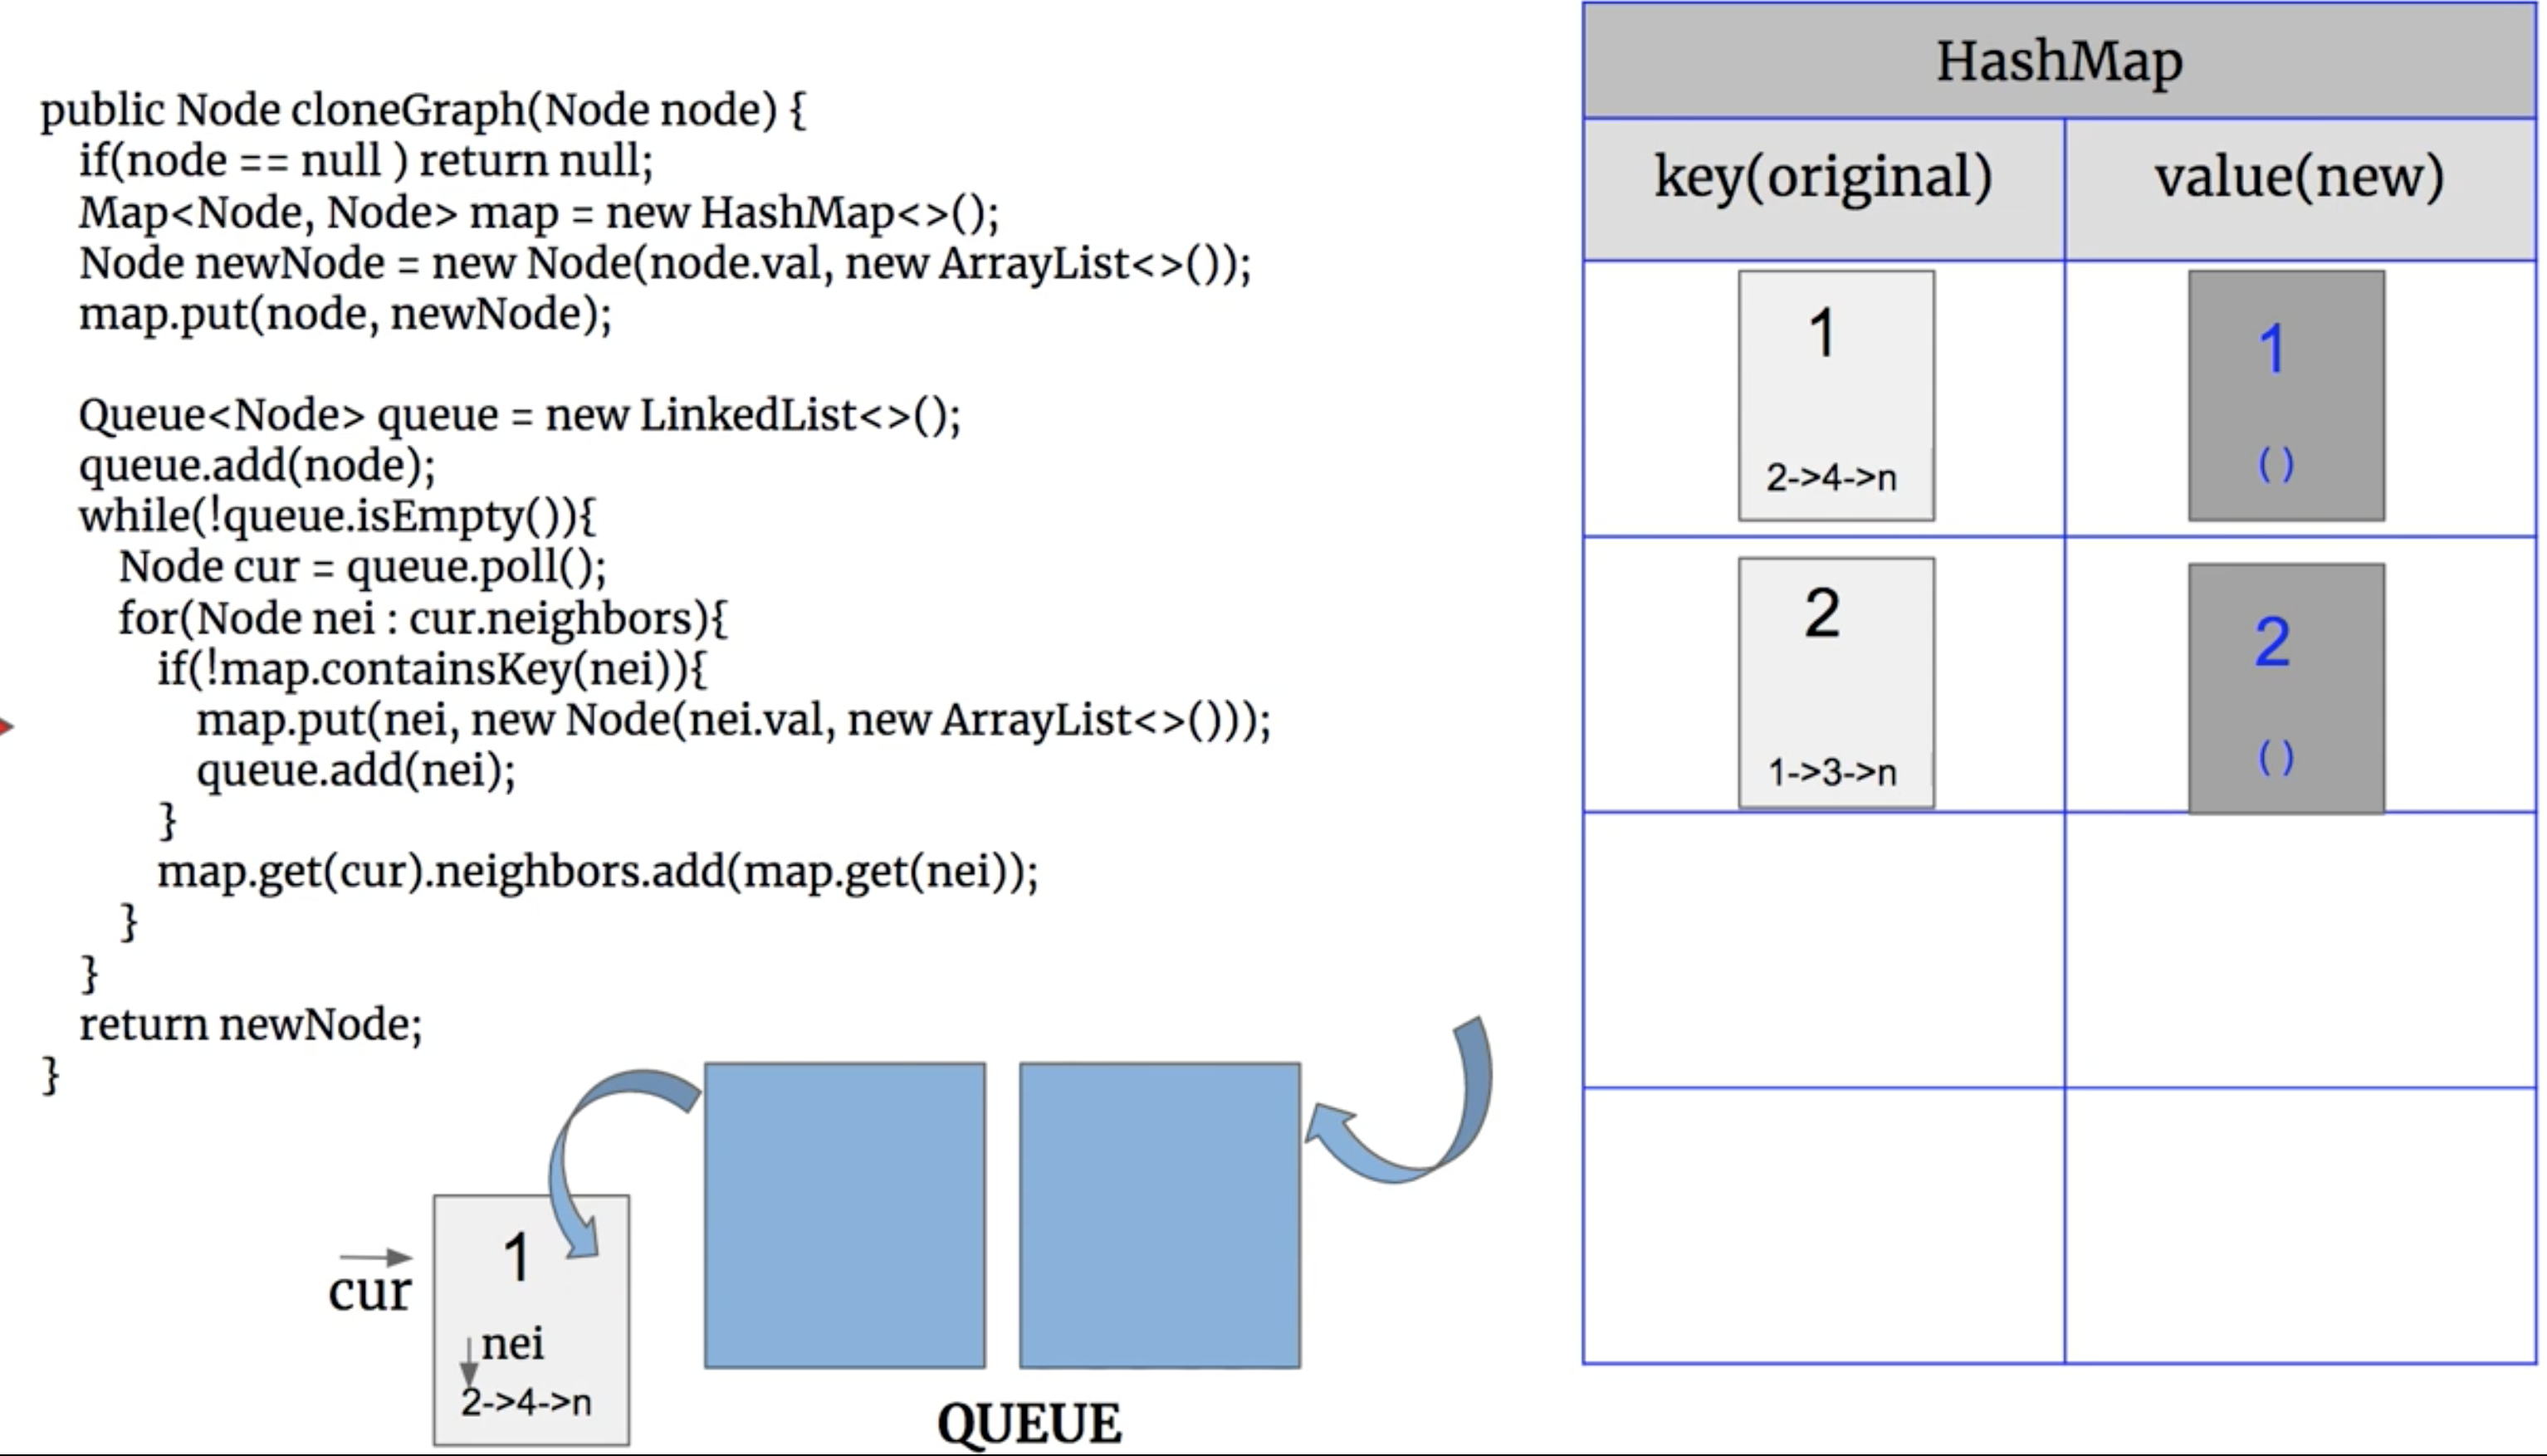 public Node cloneGraph(Node node) {
if(node == null ) return null;
Map<Node, Node> map = new HashMap<>();
Node newNode = new Node(node.val, new ArrayList<>());
map.put(node, newNode);
Queue<Node> queue = new LinkedList<>();
queue.add(node);
while(!queue.isEmpty()){
Node cur = queue.poll();
for(Node nei : cur.neighbors){
if(!map.containsKey(nei)){
map.put(nei, new Node(nei.val, new ArrayList<>()));
queue.add(nei);
}
map.get(cur).neighbors.add(map.get(nei));
}
}
return newNode;
}
cur
1
nei
2->4->n
QUEUE
HashMap
key(original) value(new)
1 1
2->4->n ()
2 2
1->3->n ()